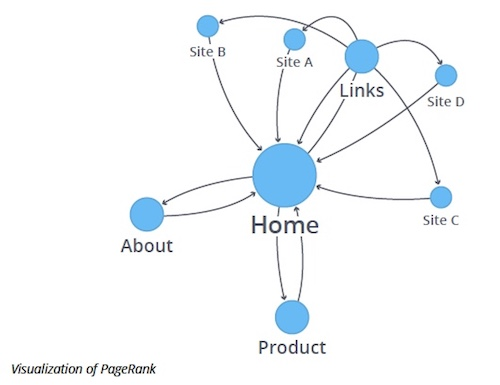 Site B
Site A
Links
Site D
Home
Site C
About
Product
Visualization of PageRank